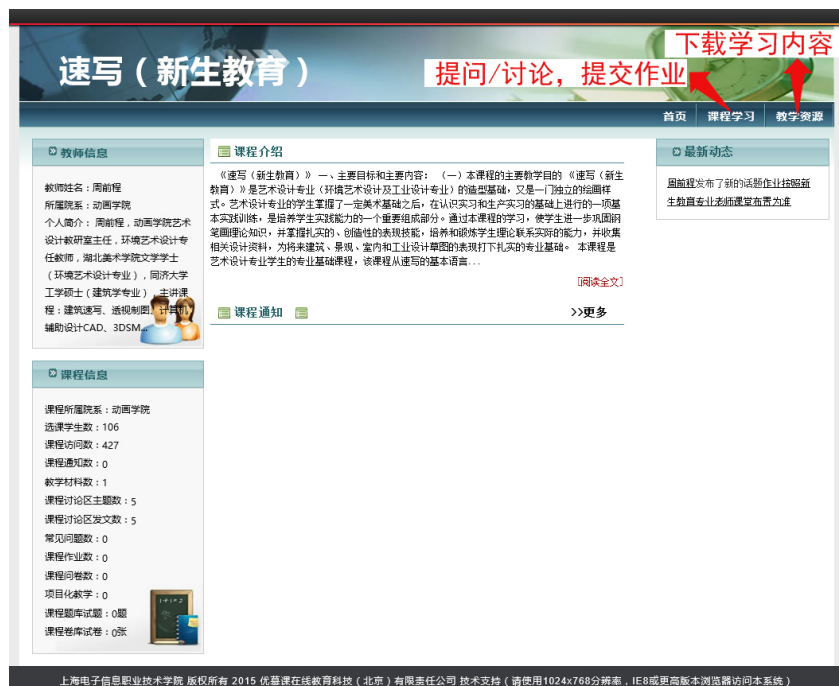 速写（新生教育）
下载学习内容
提问/讨论，提交作业
首页 课程学习 教学资源
教师信息
教师姓名：周前程
所属院系：动画学院
个人简介： 周前程，动画学院艺术
设计教研室主任，环境艺术设计专
任教师，湖北美术学院文学学士
（环境艺术设计专业），同济大学
工学硕士（建筑学专业），主讲课
程：建筑速写、透视制图、计算机
辅助设计CAD、3DSM...
课程信息
课程所属院系：动画学院
选课学生数：106
课程访问数：427
课程通知数：0
教学材料数：1
课程讨论区主题数：5
课程讨论区发文数：5
常见问题数：0
课程作业数：0
课程问卷数：0
项目化教学：0
课程题库试题：0题
课程卷库试卷：0张
课程介绍
《速写（新生教育）》 一、主要目标和主要内容： （一）本课程的主要教学目的 《速写（新生
教育）》是艺术设计专业（环境艺术设计及工业设计专业）的造型基础，又是一门独立的绘画样
式。艺术设计专业的学生掌握了一定美术基础之后，在认识实习和生产实习的基础上进行的一项基
本实践训练，是培养学生实践能力的一个重要组成部分。通过本课程的学习，使学生进一步巩固钢
笔画理论知识，并掌握扎实的、创造性的表现技能，培养和锻炼学生理论联系实际的能力，并收集
相关设计资料，为将来建筑、景观、室内和工业设计草图的表现打下扎实的专业基础。 本课程是
艺术设计专业学生的专业基础课程，该课程从速写的基本语言...
[阅读全文]
课程通知
>>更多
最新动态
周前程发布了新的话题作业按照新
生教育专业老师课堂布置为准
上海电子信息职业技术学院 版权所有 2015 优慕课在线教育科技（北京）有限责任公司 技术支持（请使用1024x768分辨率，IE8或更高版本浏览器访问本系统）